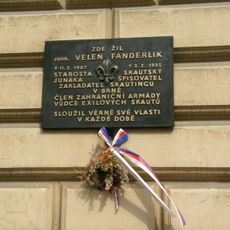 ZDE ŽIL
JUDR. VELEN FANDERLIK
* 11. 2. 1907 † 3. 2. 1985
STAROSTA SKAUTSKÝ
JUNÁKA SPISOVATEL
ZAKLADATEL SKAUTINGU
V BRNĚ
ČLEN ZAHRANIČNÍ ARMÁDY
VŮDCE EXILOVÝCH SKAUTŮ
SLOUŽIL VĚRNĚ SVÉ VLASTI
V KAŽDÉ DOBĚ